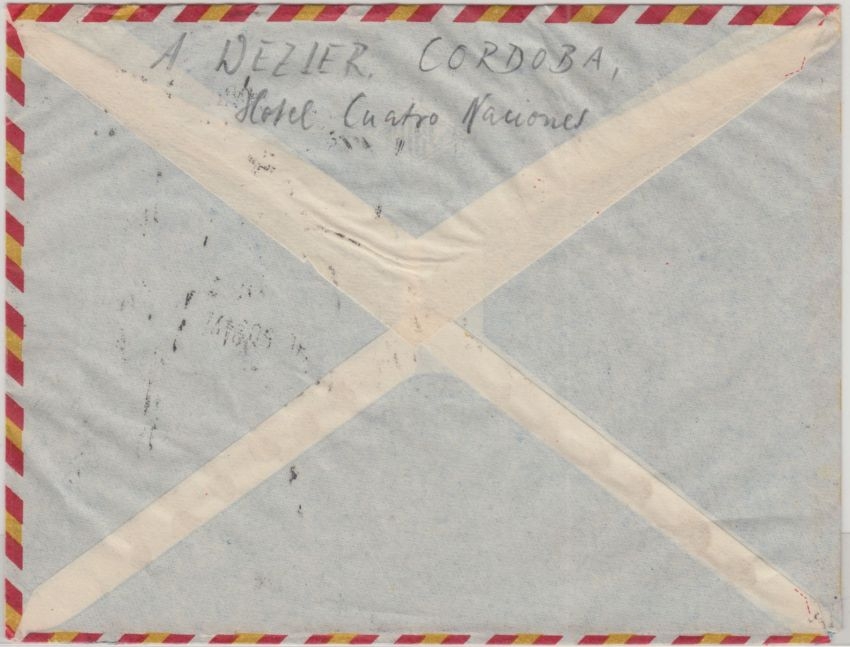 A WEZIER, CORDOBA,
Hotel Cuatro Naciones